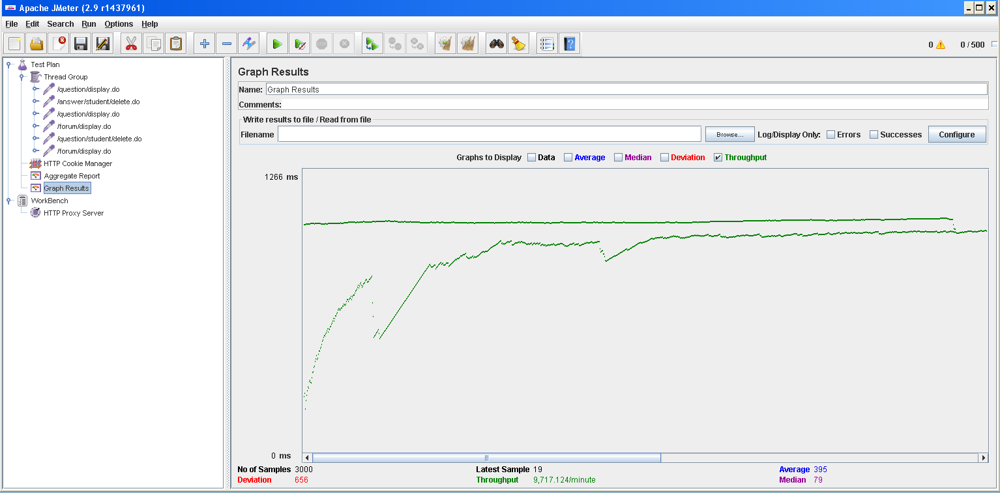 Apache JMeter (2.9 r1437961)
File Edit Search Run Options Help
0 0 / 500
Test Plan
Thread Group
/question/display.do
/answer/student/delete.do
/question/display.do
/forum/display.do
/question/student/delete.do
/forum/display.do
HTTP Cookie Manager
Aggregate Report
Graph Results
WorkBench
HTTP Proxy Server
Graph Results
Name: Graph Results
Comments:
Write results to file / Read from file
Filename Browse... Log/Display Only: Errors Successes Configure
Graphs to Display Data Average Median Deviation Throughput
1266 ms
0 ms
No of Samples 3000 Latest Sample 19 Average 395
Deviation 656 Throughput 9,717.124/minute Median 79